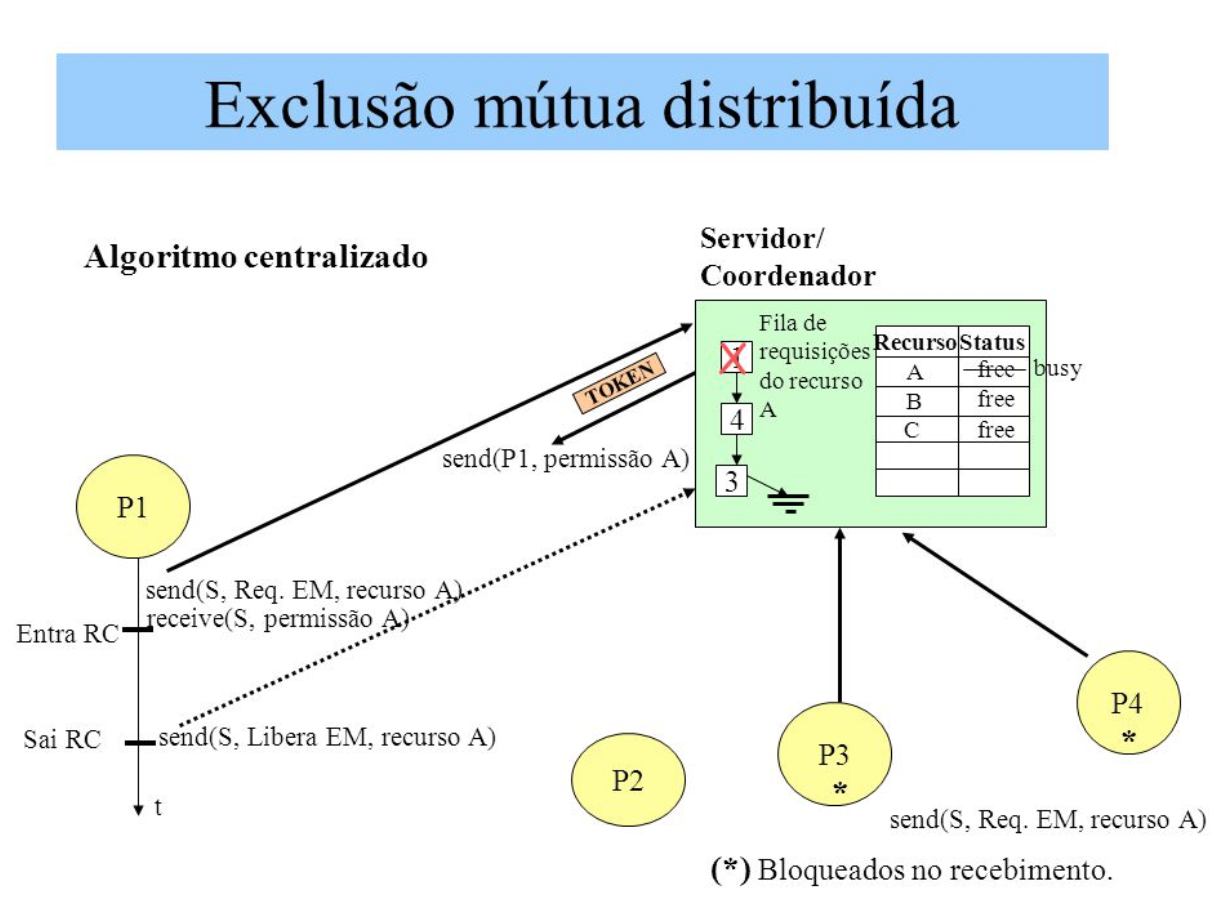 Exclusão mútua distribuída
Algoritmo centralizado
Servidor/
Coordenador
Fila de
requisições
do recurso
A
1
4
3
Recurso Status
A free busy
B free
C free
TOKEN
send(P1, permissão A)
P1
send(S, Req. EM, recurso A)
receive(S, permissão A)
Entra RC
Sai RC
send(S, Libera EM, recurso A)
t
P2
P3
*
P4
*
send(S, Req. EM, recurso A)
(*) Bloqueados no recebimento.